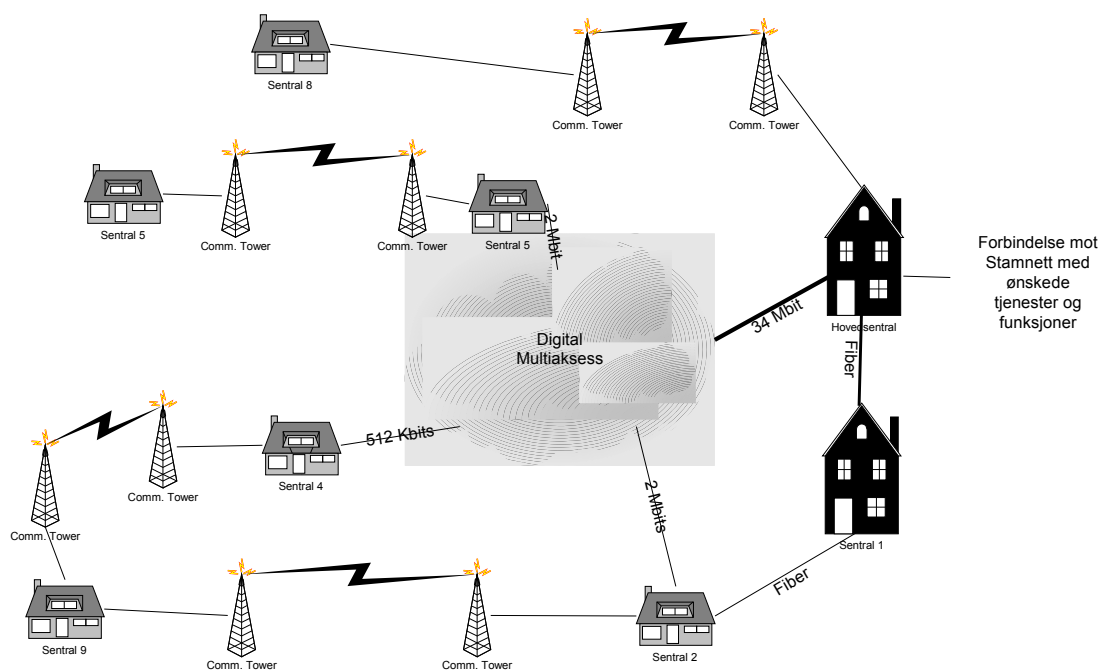 Sentral 8
Comm. Tower
Comm. Tower
Sentral 5
Comm. Tower
Comm. Tower
Sentral 5
2 Mbit
Forbindelse mot
Stamnett med
ønskede
tjenester og
funksjoner
34 Mbit
Hovedsentral
Digital
Multiaksess
Fiber
512 Kbits
Sentral 4
Comm. Tower
Comm. Tower
2 Mbits
Sentral 1
Fiber
Sentral 9
Comm. Tower
Comm. Tower
Sentral 2